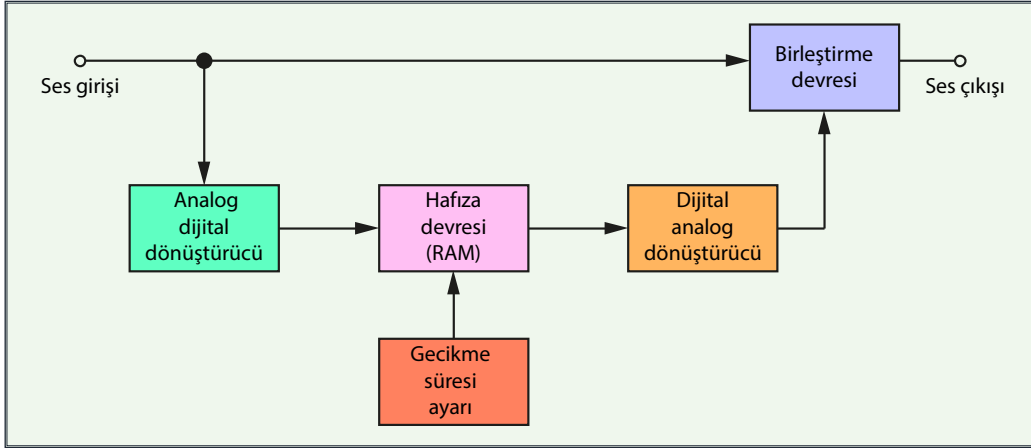 Ses girişi
Birleştirme
devresi
Ses çıkışı
Analog
dijital
dönüştürücü
Hafıza
devresi
(RAM)
Dijital
analog
dönüştürücü
Gecikme
süresi
ayarı